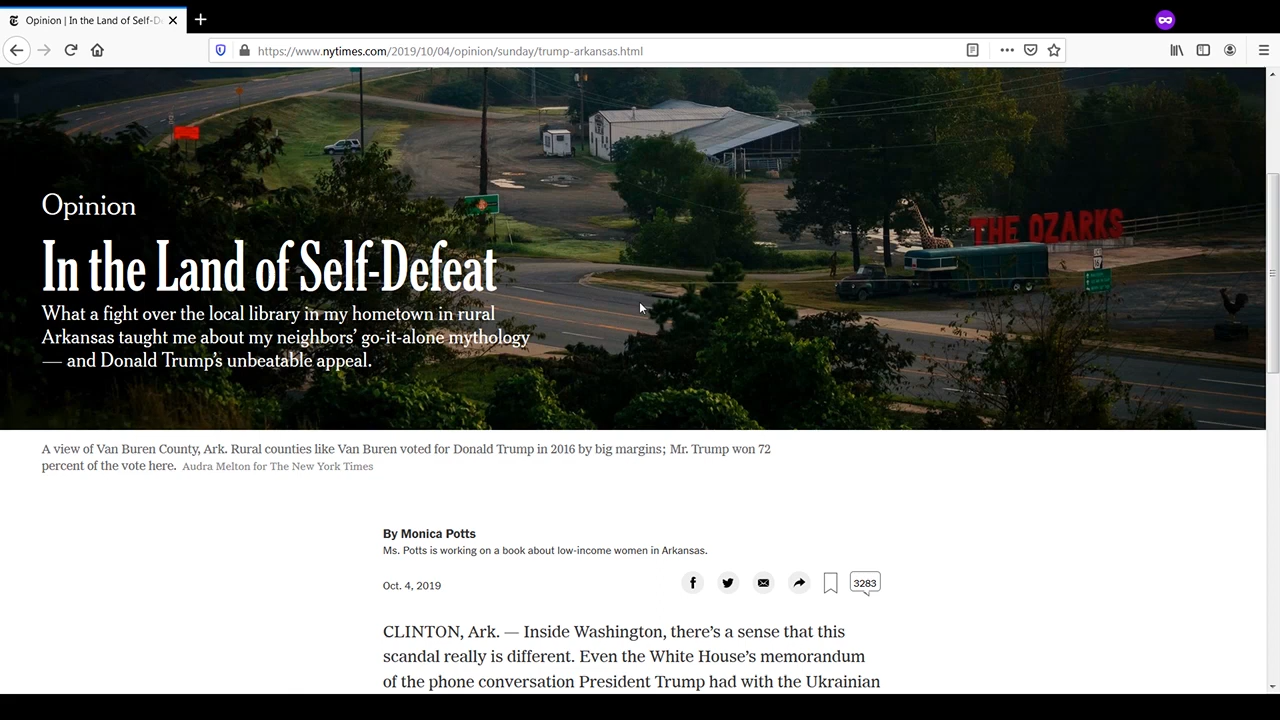 Opinion | In the Land of Self-De
https://www.nytimes.com/2019/10/04/opinion/sunday/trump-arkansas.html
THE OZARKS
Opinion
In the Land of Self-Defeat
What a fight over the local library in my hometown in rural
Arkansas taught me about my neighbors’ go-it-alone mythology
— and Donald Trump’s unbeatable appeal.
A view of Van Buren County, Ark. Rural counties like Van Buren voted for Donald Trump in 2016 by big margins; Mr. Trump won 72
percent of the vote here. Audra Melton for The New York Times
By Monica Potts
Ms. Potts is working on a book about low-income women in Arkansas.
Oct. 4, 2019
3283
CLINTON, Ark. — Inside Washington, there’s a sense that this
scandal really is different. Even the White House’s memorandum
of the phone conversation President Trump had with the Ukrainian